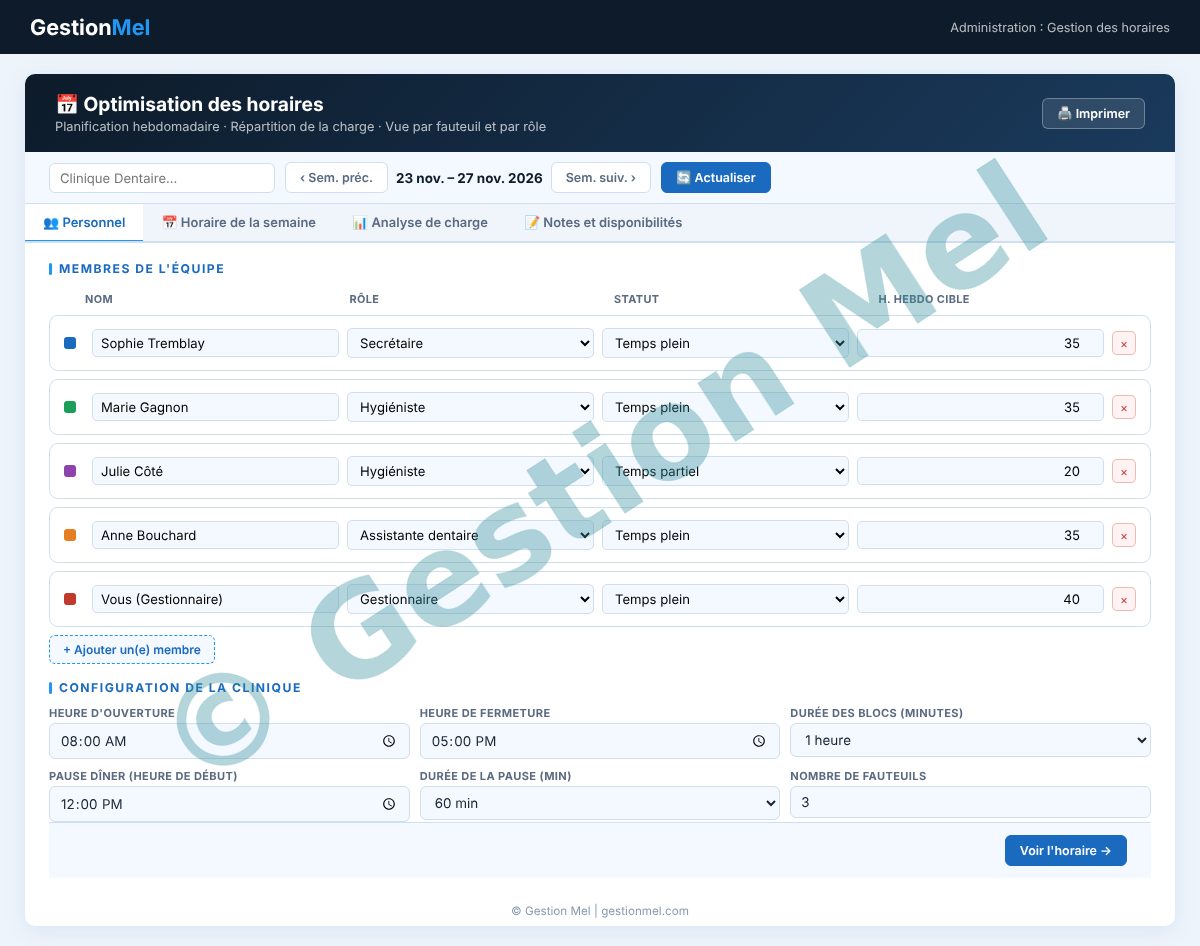 GestionMel
Administration : Gestion des horaires
📅 Optimisation des horaires
Planification hebdomadaire · Répartition de la charge · Vue par fauteuil et par rôle
🖨️ Imprimer
Clinique Dentaire...
‹ Sem. préc.
23 nov. – 27 nov. 2026
Sem. suiv. ›
🔄 Actualiser
👥 Personnel
📅 Horaire de la semaine
📊 Analyse de charge
📝 Notes et disponibilités
MEMBRES DE L'ÉQUIPE
NOM RÔLE STATUT H. HEBDO CIBLE
Sophie Tremblay Secrétaire Temps plein 35 ×
Marie Gagnon Hygiéniste Temps plein 35 ×
Julie Côté Hygiéniste Temps partiel 20 ×
Anne Bouchard Assistante dentaire Temps plein 35 ×
Vous (Gestionnaire) Gestionnaire Temps plein 40 ×
+ Ajouter un(e) membre
CONFIGURATION DE LA CLINIQUE
HEURE D'OUVERTURE HEURE DE FERMETURE DURÉE DES BLOCS (MINUTES)
08:00 AM 05:00 PM 1 heure
PAUSE DÎNER (HEURE DE DÉBUT) DURÉE DE LA PAUSE (MIN) NOMBRE DE FAUTEUILS
12:00 PM 60 min 3
Voir l'horaire →
© Gestion Mel | gestionmel.com
© Gestion Mel